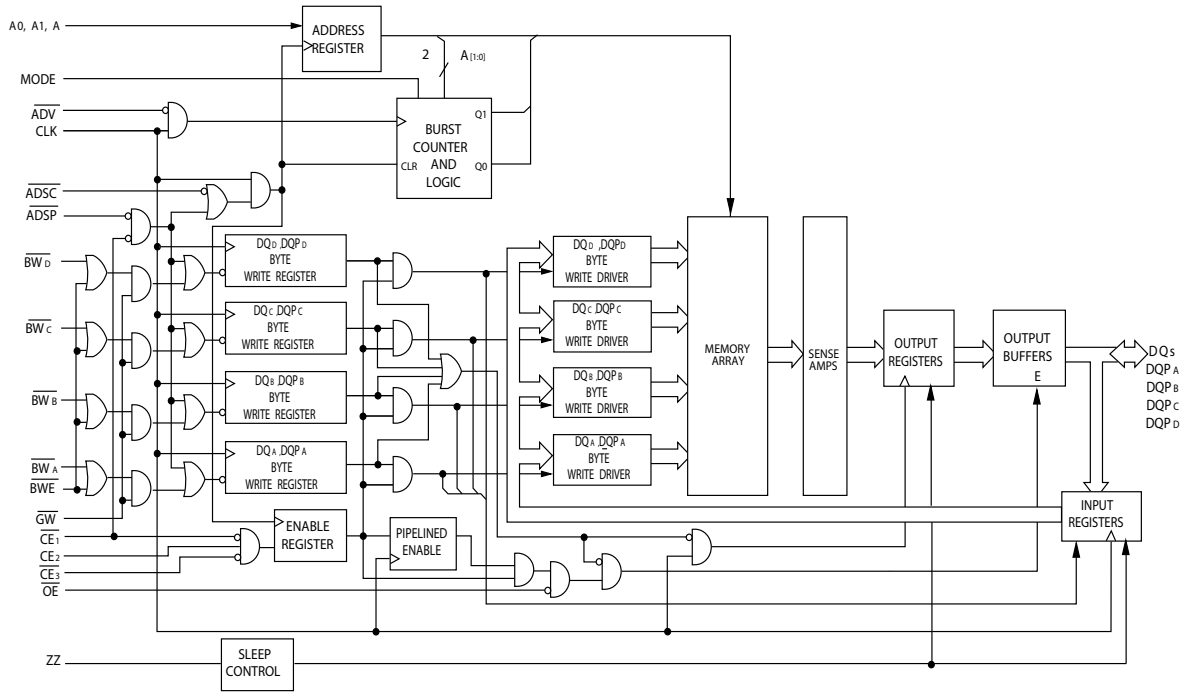 A0, A1, A
ADDRESS
REGISTER
2
A[1:0]
MODE
ADV
CLK
BURST
COUNTER
AND
LOGIC
CLR
Q1
Q0
ADSC
ADSP
BWD
DQD ,DQPD
BYTE
WRITE REGISTER
DQD ,DQPD
BYTE
WRITE DRIVER
BWC
DQC ,DQPC
BYTE
WRITE REGISTER
DQC ,DQPC
BYTE
WRITE DRIVER
BWB
DQB ,DQPB
BYTE
WRITE REGISTER
DQB ,DQPB
BYTE
WRITE DRIVER
BWA
BWE
DQA ,DQPA
BYTE
WRITE REGISTER
DQA ,DQPA
BYTE
WRITE DRIVER
MEMORY
ARRAY
SENSE
AMPS
OUTPUT
REGISTERS
OUTPUT
BUFFERS
E
DQs
DQPA
DQPB
DQPC
DQPD
INPUT
REGISTERS
GW
CE1
CE2
CE3
OE
ENABLE
REGISTER
PIPELINED
ENABLE
ZZ
SLEEP
CONTROL